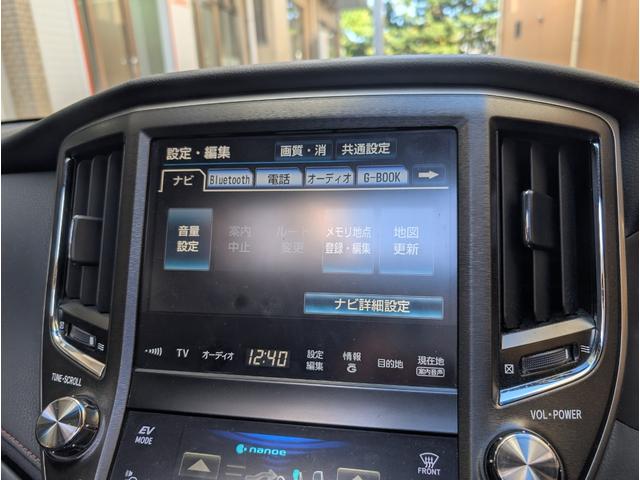 設定・編集 画質・消 共通設定
ナビ Bluetooth 電話 オーディオ G-BOOK
音量
設定
案内
中止
ルート
変更
メモリ地点
登録・編集
地図
更新
ナビ詳細設定
TV オーディオ 12:40
設定
編集
情報
G
目的地
現在地
案内音声
TUNE・SCROLL
VOL・POWER
EV
MODE
nanoe
FRONT